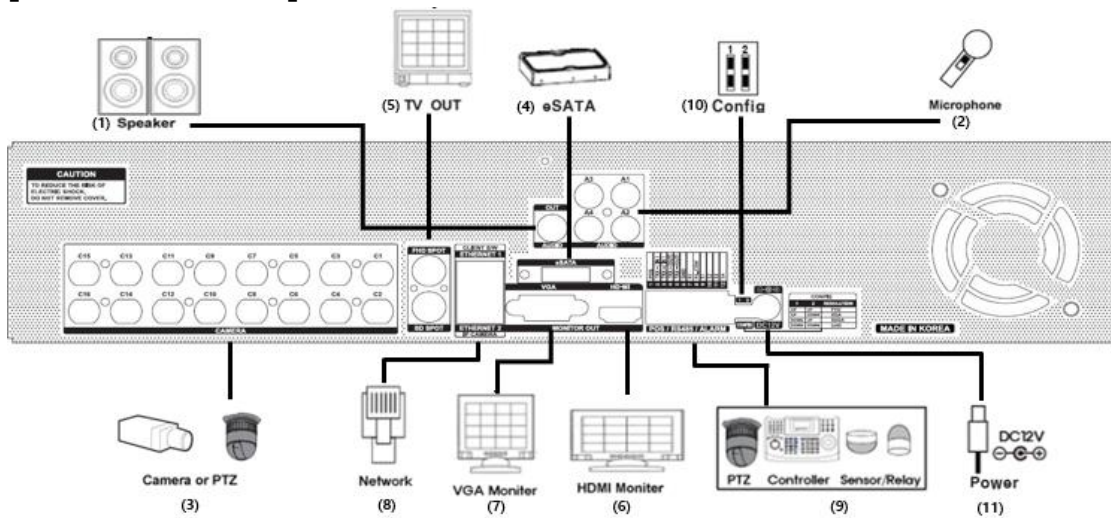 (5) TV OUT
(4) eSATA
1 2
(10) Config
(1) Speaker
Microphone
(2)
CAUTION
TO REDUCE THE RISK OF
ELECTRIC SHOCK,
DO NOT REMOVE COVER.
A3 A1
OUT
A4 A2
C15 C13 C11 C9 C7 C5 C3 C1
FHD SPOT
ETHERNET 1
eSATA
VGA
C16 C14 C12 C10 C8 C6 C4 C2
CAMERA
SD SPOT
ETHERNET 2
MONITOR OUT
POS / RS485 / ALARM
DC12V
CONFIG
1 2 RESOLUTION
MADE IN KOREA
Camera or PTZ
(3)
Network
(8)
VGA Moniter
(7)
HDMI Moniter
(6)
PTZ Controller Sensor/Relay
(9)
DC12V
Power
(11)